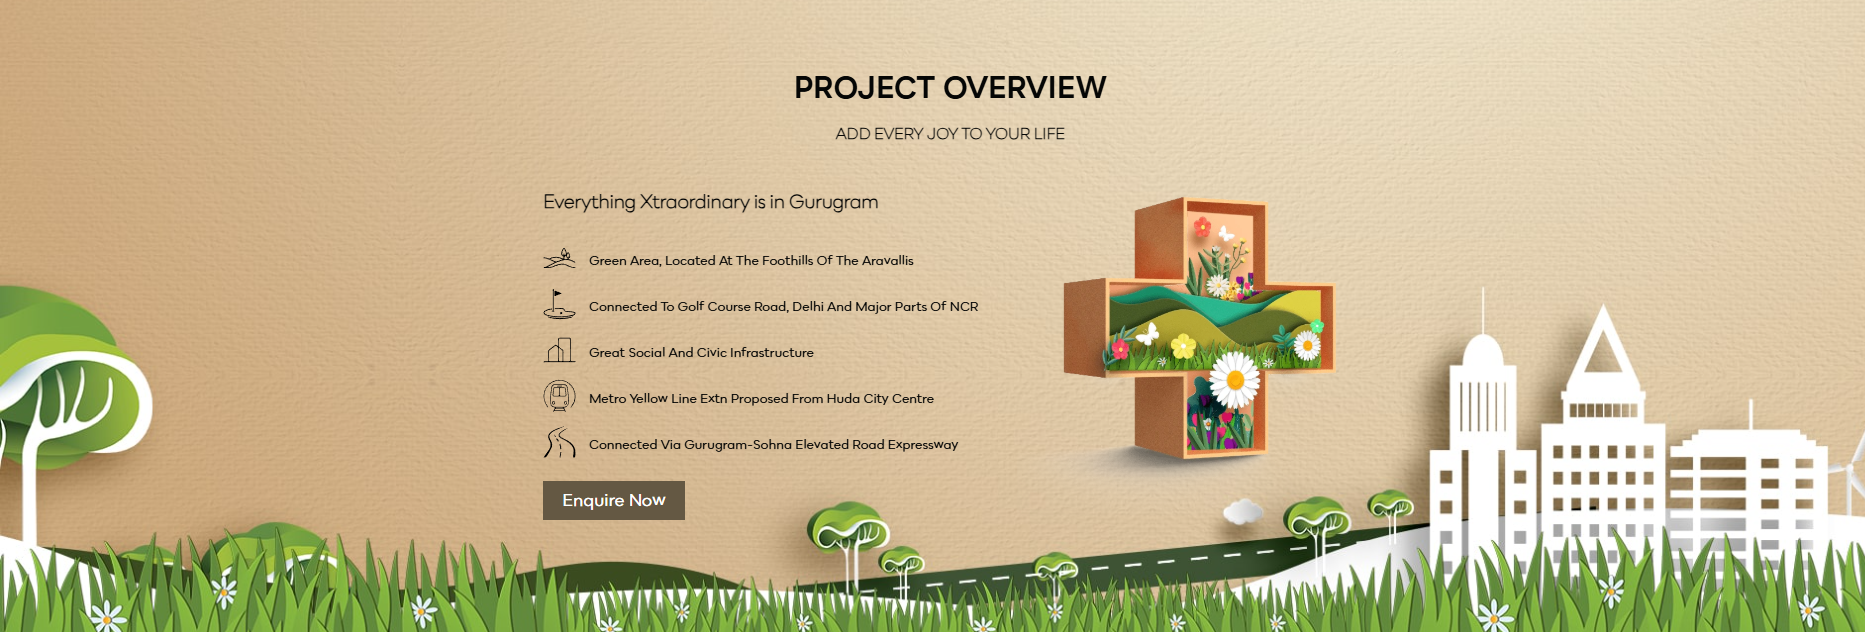 PROJECT OVERVIEW
ADD EVERY JOY TO YOUR LIFE
Everything Xtraordinary is in Gurugram
Green Area, Located At The Foothills Of The Aravallis
Connected To Golf Course Road, Delhi And Major Parts Of NCR
Great Social And Civic Infrastructure
Metro Yellow Line Extn Proposed From Huda City Centre
Connected Via Gurugram-Sohna Elevated Road Expressway
Enquire Now